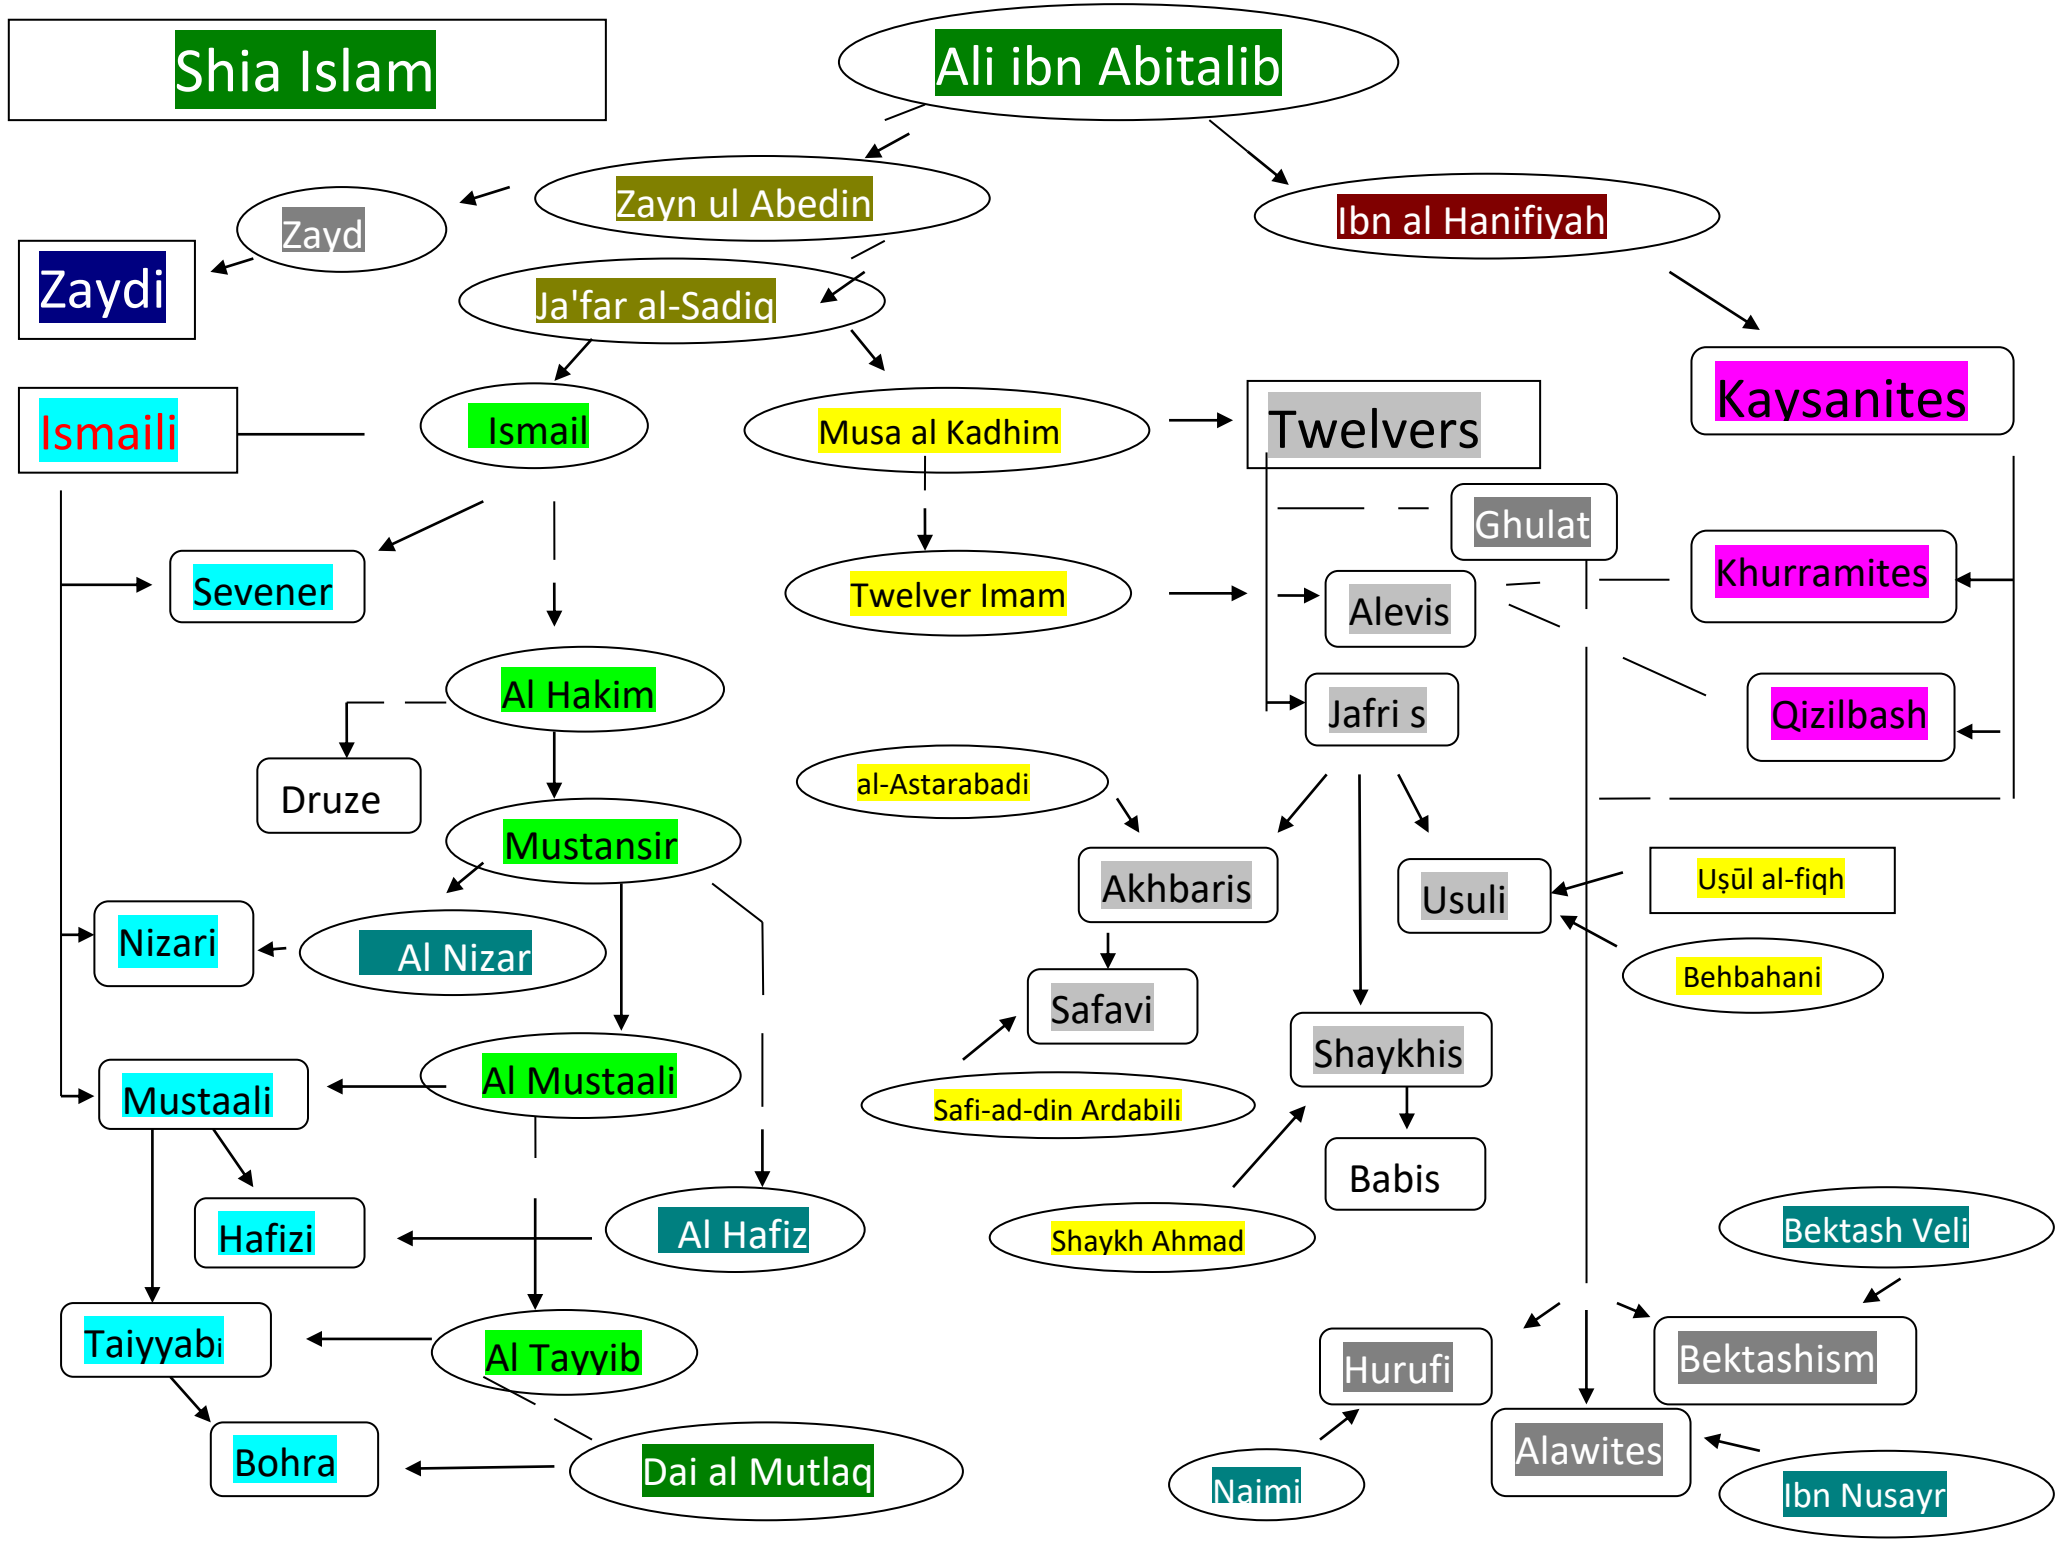 Shia Islam
Ali ibn Abitalib
Zayn ul Abedin
Ibn al Hanifiyah
Zayd
Zaydi
Ja'far al-Sadiq
Kaysanites
Ismaili
Ismail
Musa al Kadhim
Twelvers
Ghulat
Sevener
Twelver Imam
Alevis
Khurramites
Al Hakim
Jafri s
Qizilbash
Druze
al-Astarabadi
Mustansir
Akhbaris
Usuli
Uṣūl al-fiqh
Nizari
Al Nizar
Behbahani
Safavi
Shaykhis
Mustaali
Al Mustaali
Safi-ad-din Ardabili
Babis
Hafizi
Al Hafiz
Shaykh Ahmad
Bektash Veli
Taiyyabi
Al Tayyib
Hurufi
Bektashism
Bohra
Dai al Mutlaq
Alawites
Naimi
Ibn Nusayr